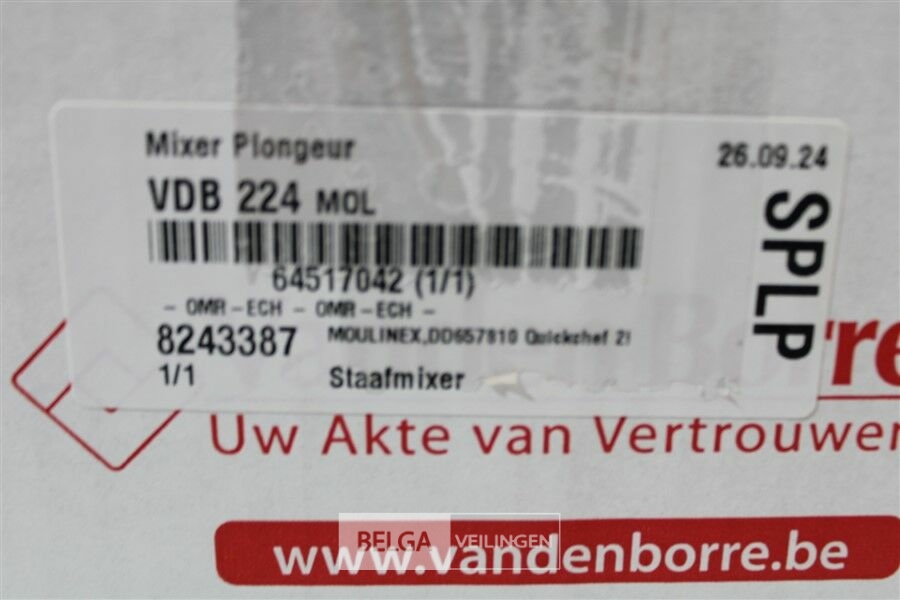 Mixer Plongeur
26.09.24
VDB 224 MOL
SPLP
64517042 (1/1)
- OMR-ECH - OMR-ECH -
8243387 MOULINEX,DD657810 Quickchef 2!
1/1 Staafmixer
Uw Akte van Vertrouwen
BELGA VEILINGEN
www.vandenborre.be